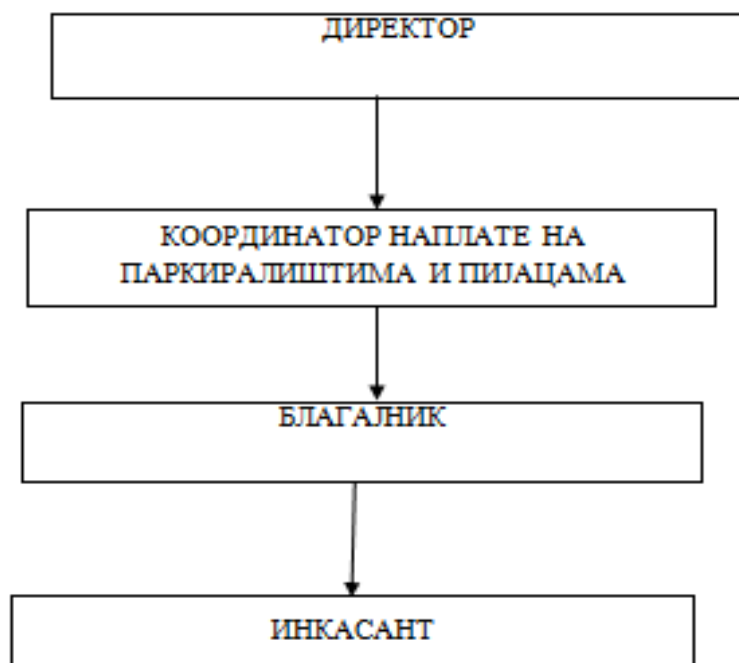 ДИРЕКТОР
КООРДИНАТОР НАПЛАТЕ НА
ПАРКИРАЛИШТИМА И ПИЈАЦАМА
БЛАГАЈНИК
ИНКАСАНТ